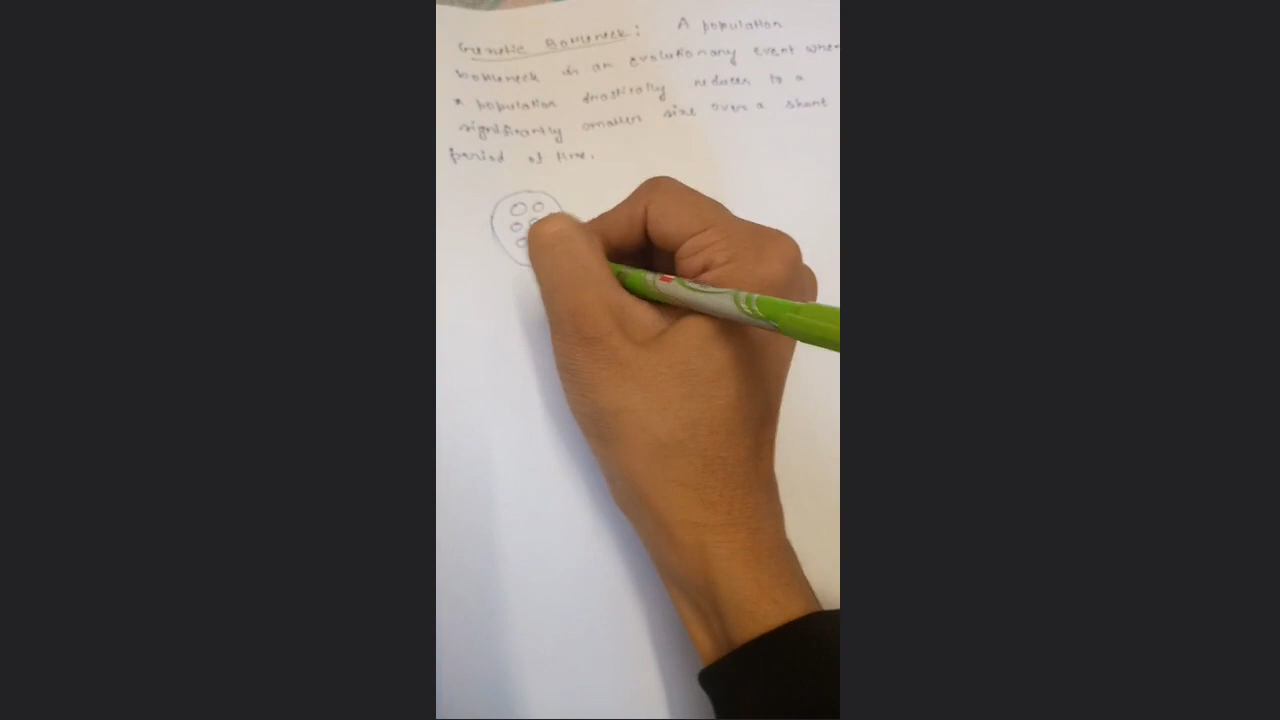 Genetic Bottleneck : A population
bottleneck is an evolutionary event when
a population drastically reduces to a
significantly smaller size over a short
period of time.